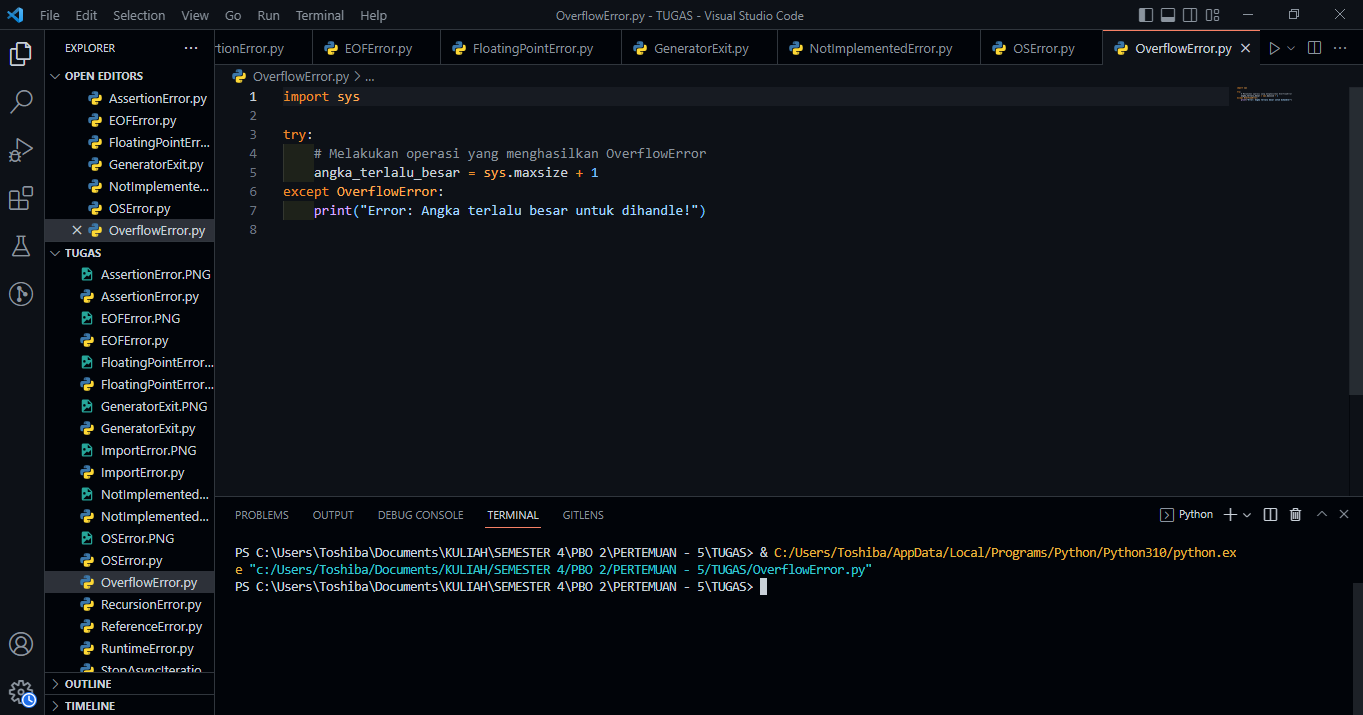 File Edit Selection View Go Run Terminal Help OverflowError.py - TUGAS - Visual Studio Code
EXPLORER ...
OPEN EDITORS
AssertionError.py
EOFError.py
FloatingPointErr...
GeneratorExit.py
NotImplemente...
OSError.py
OverflowError.py
TUGAS
AssertionError.PNG
AssertionError.py
EOFError.PNG
EOFError.py
FloatingPointError...
FloatingPointError...
GeneratorExit.PNG
GeneratorExit.py
ImportError.PNG
ImportError.py
NotImplemented...
NotImplemented...
OSError.PNG
OSError.py
OverflowError.py
RecursionError.py
ReferenceError.py
RuntimeError.py
StopAsyncIteratio...
OUTLINE
TIMELINE
rtionError.py EOFError.py FloatingPointError.py GeneratorExit.py NotImplementedError.py OSError.py OverflowError.py
OverflowError.py > ...
1 import sys
2
3 try:
4 # Melakukan operasi yang menghasilkan OverflowError
5 angka_terlalu_besar = sys.maxsize + 1
6 except OverflowError:
7 print("Error: Angka terlalu besar untuk dihandle!")
8
PROBLEMS OUTPUT DEBUG CONSOLE TERMINAL GITLENS Python
PS C:\Users\Toshiba\Documents\KULIAH\SEMESTER 4\PBO 2\PERTEMUAN - 5\TUGAS> & C:/Users/Toshiba/AppData/Local/Programs/Python/Python310/python.ex
e "c:/Users/Toshiba/Documents/KULIAH/SEMESTER 4/PBO 2/PERTEMUAN - 5/TUGAS/OverflowError.py"
PS C:\Users\Toshiba\Documents\KULIAH\SEMESTER 4\PBO 2\PERTEMUAN - 5\TUGAS>